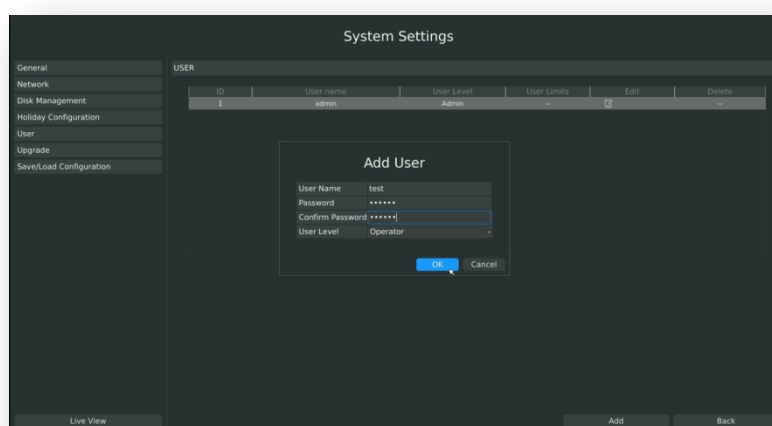 System Settings
General
Network
Disk Management
Holiday Configuration
User
Upgrade
Save/Load Configuration
Live View
USER
ID User name User Level User Limits Edit Delete
1 admin Admin -- --
Add User
User Name test
Password ••••••
Confirm Password ••••••
User Level Operator
OK Cancel
Add Back